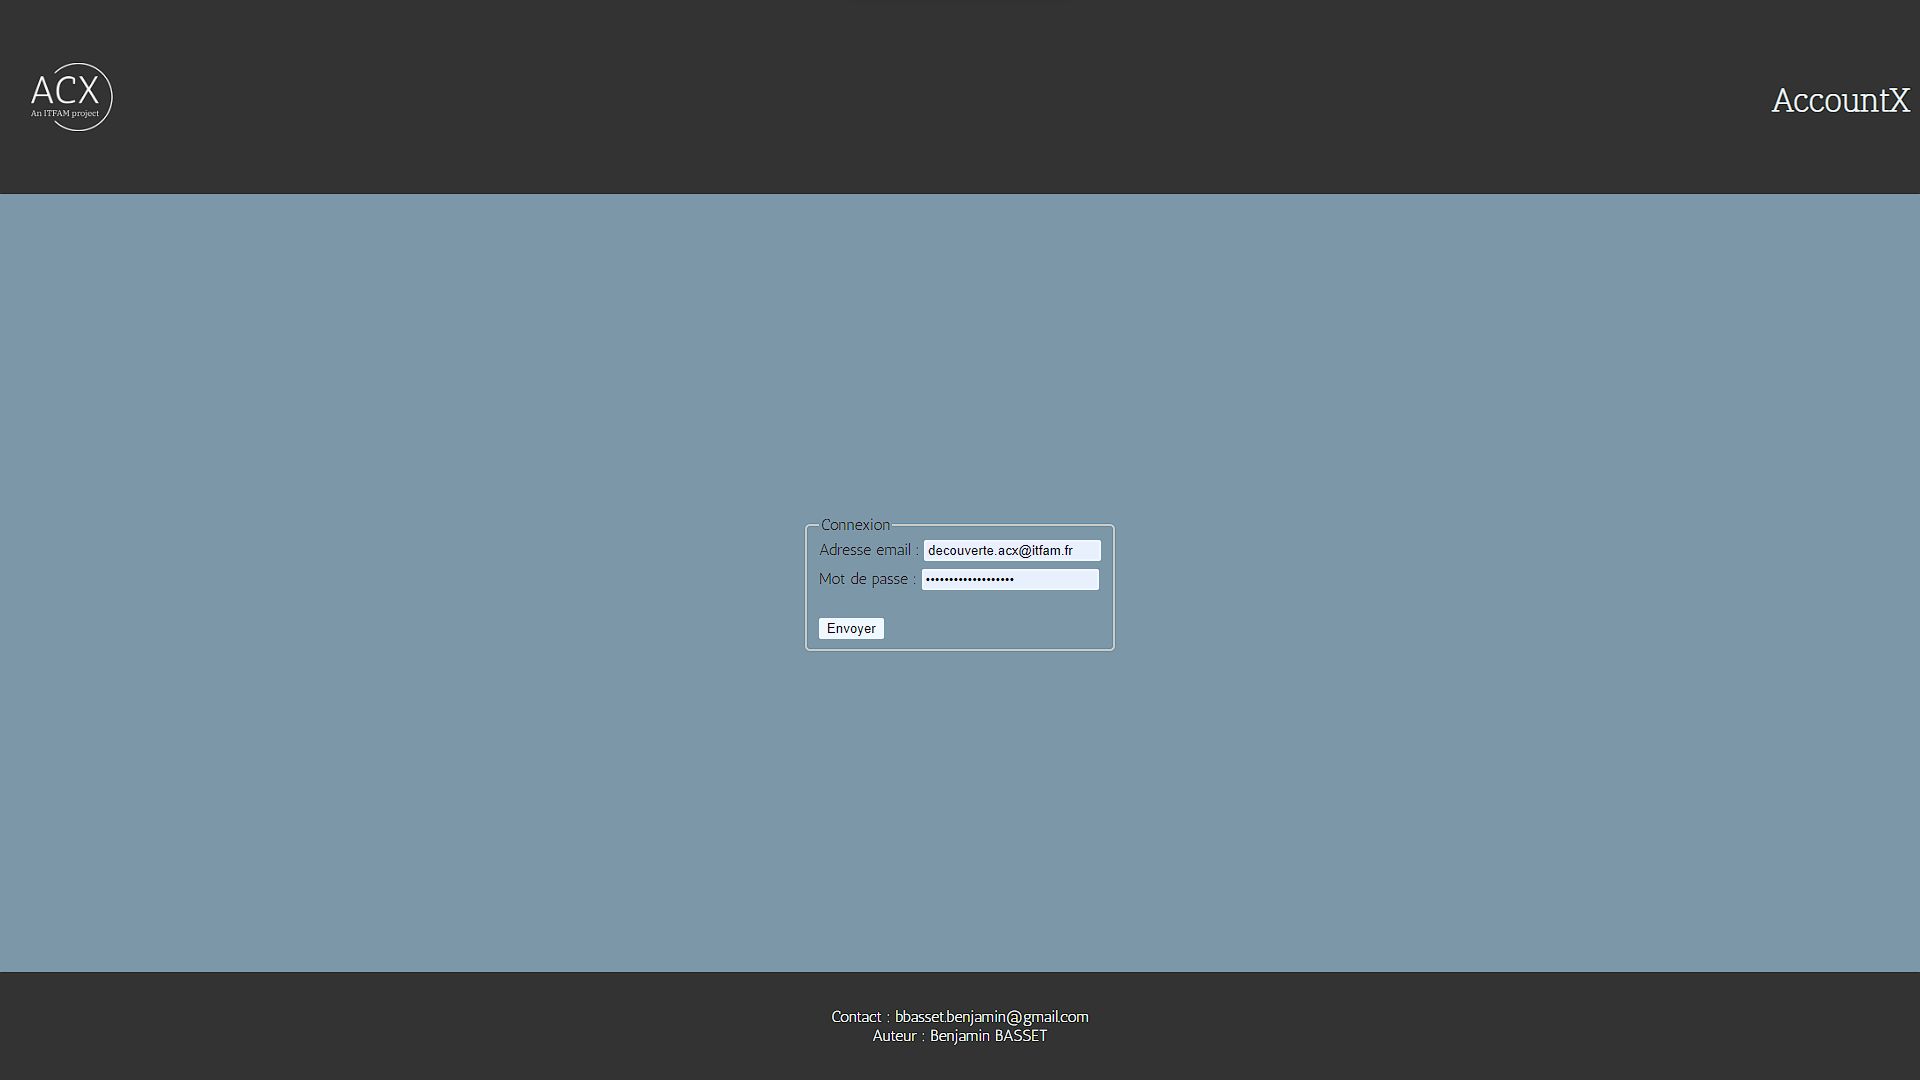 ACX
An ITFAM project
AccountX
Connexion
Adresse email : decouverte.acx@itfam.fr
Mot de passe : •••••••••••••••••••
Envoyer
Contact : bbasset.benjamin@gmail.com
Auteur : Benjamin BASSET